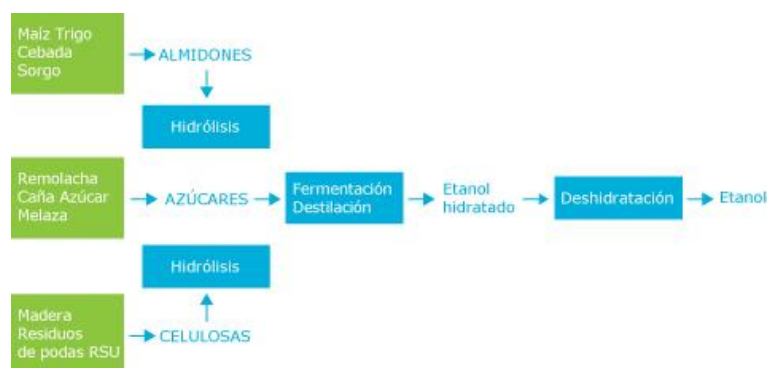 Maíz Trigo
Cebada
Sorgo
ALMIDONES
Hidrólisis
Remolacha
Caña Azúcar
Melaza
AZÚCARES
Fermentación
Destilación
Etanol
hidratado
Deshidratación
Etanol
Hidrólisis
Madera
Residuos
de podas RSU
CELULOSAS